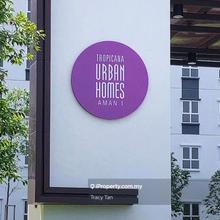 TROPICANA
URBAN
HOMES
AMAN 1
iProperty.com.my
Tracy Tan